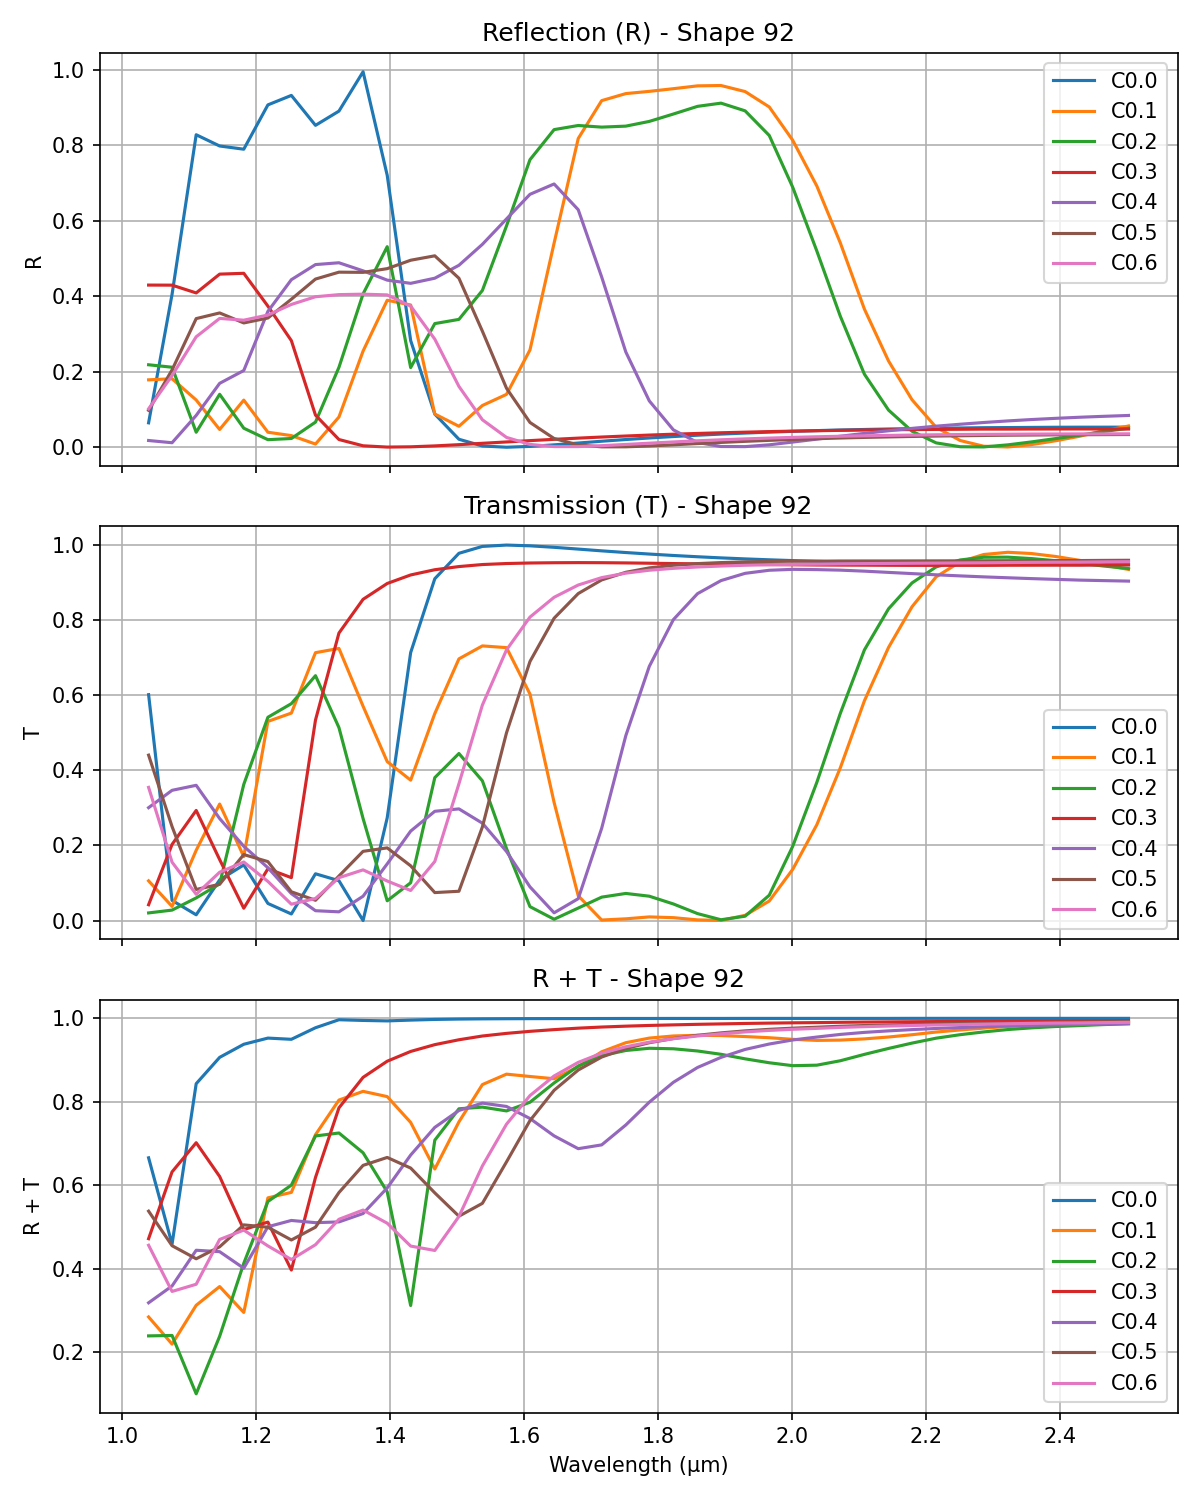 Reflection (R) - Shape 92
1.0
0.8
0.6
0.4
0.2
0.0
R
C0.0
C0.1
C0.2
C0.3
C0.4
C0.5
C0.6
Transmission (T) - Shape 92
1.0
0.8
0.6
0.4
0.2
0.0
T
C0.0
C0.1
C0.2
C0.3
C0.4
C0.5
C0.6
R + T - Shape 92
1.0
0.8
0.6
0.4
0.2
R + T
C0.0
C0.1
C0.2
C0.3
C0.4
C0.5
C0.6
1.0 1.2 1.4 1.6 1.8 2.0 2.2 2.4
Wavelength (μm)